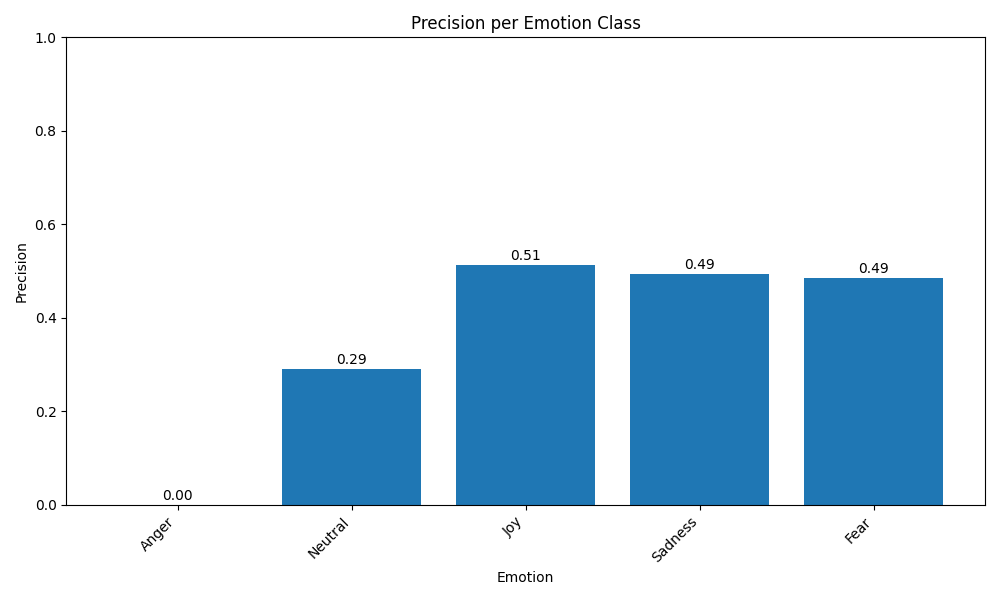 Precision per Emotion Class
1.0
0.8
0.6
0.4
0.2
0.0
Precision
0.00
0.29
0.51
0.49
0.49
Anger
Neutral
Joy
Sadness
Fear
Emotion